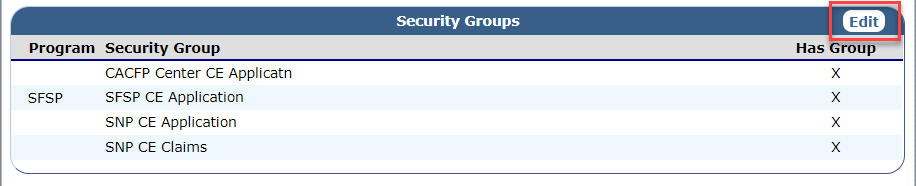 Security Groups Edit
Program Security Group Has Group
CACFP Center CE Applicatn X
SFSP SFSP CE Application X
SNP CE Application X
SNP CE Claims X